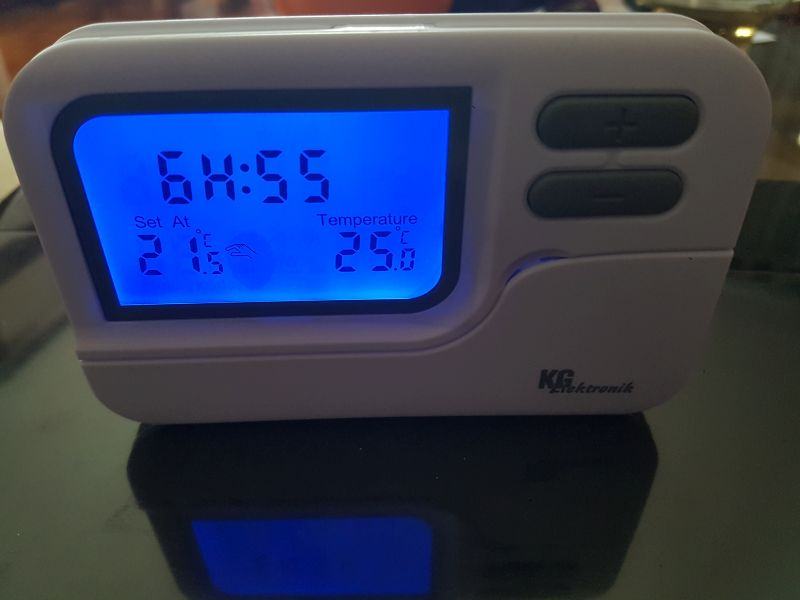 6H:55
Set At
Temperature
21.5°C
25.0°C
+
-
KG Elektronik